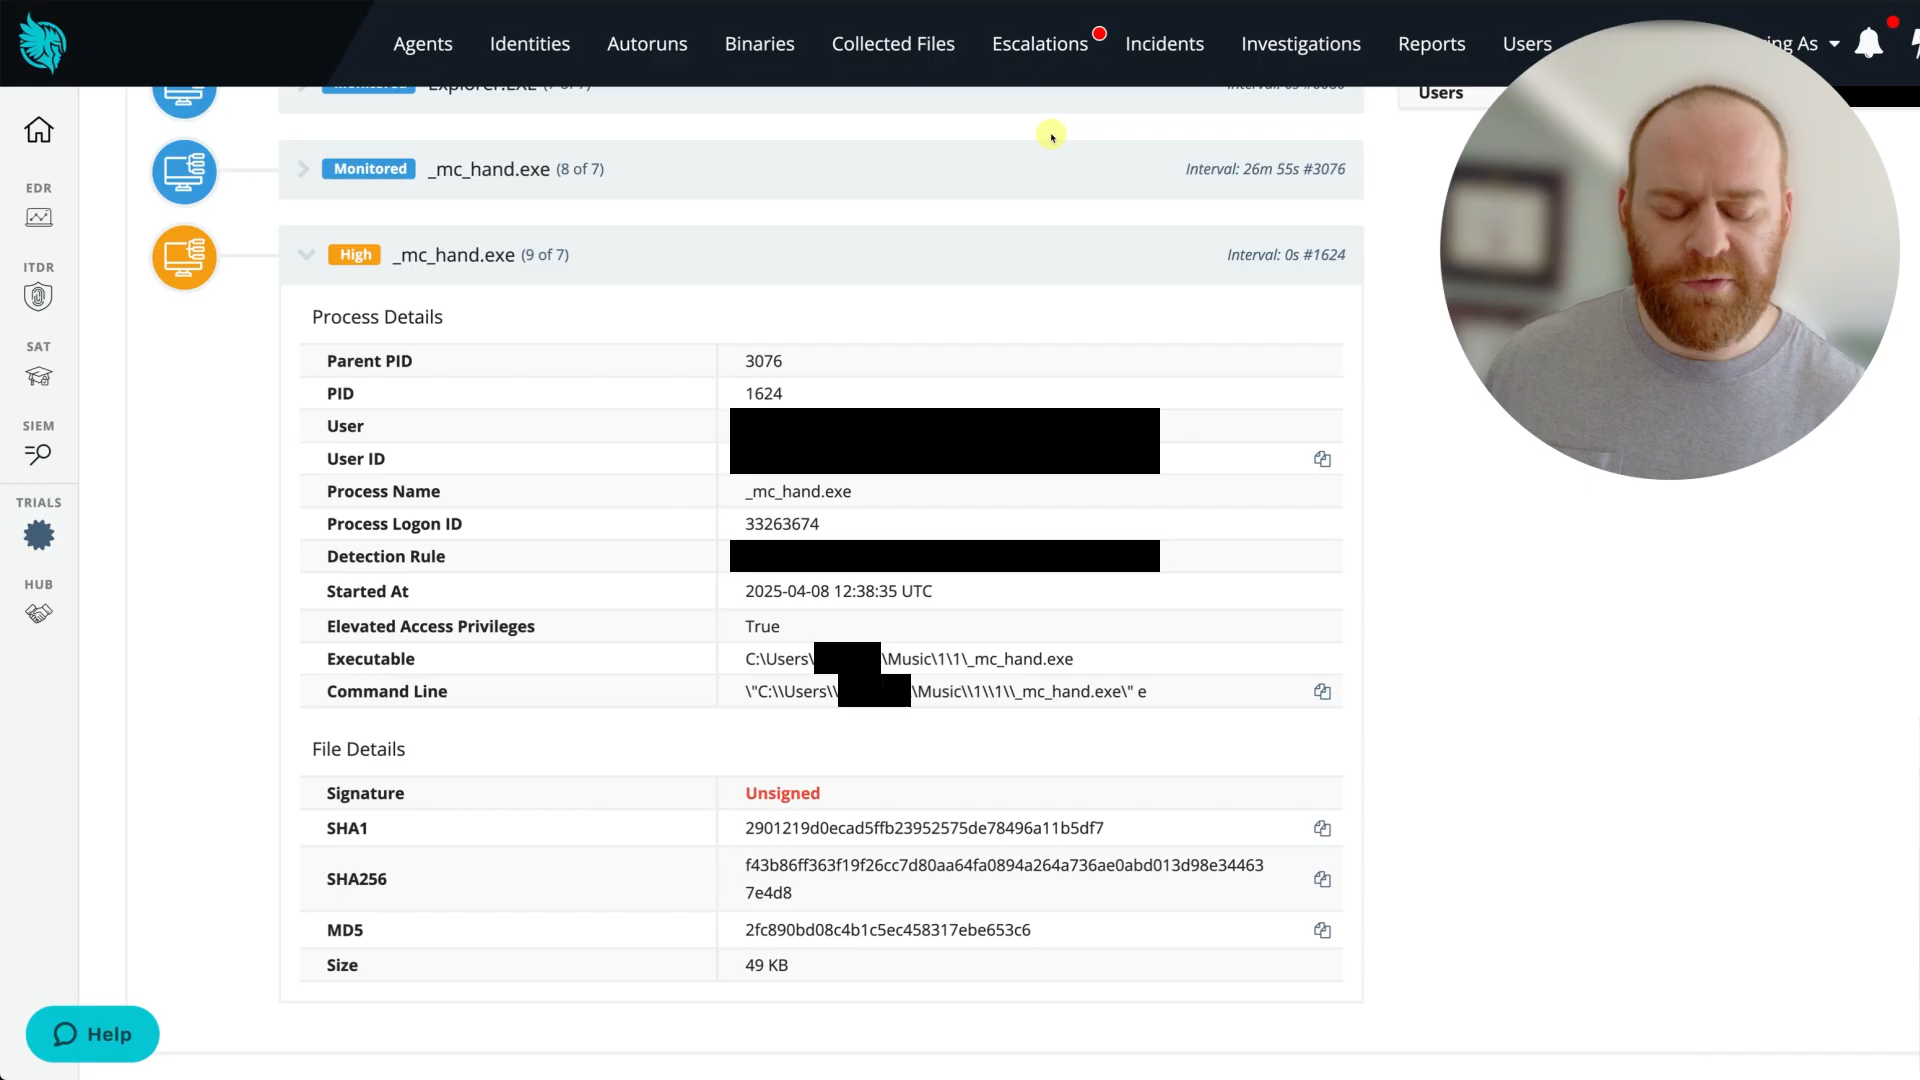 Agents Identities Autoruns Binaries Collected Files Escalations Incidents Investigations Reports Users ing As
Users
Monitored _mc_hand.exe (8 of 7) Interval: 26m 55s #3076
High _mc_hand.exe (9 of 7) Interval: 0s #1624
EDR
ITDR
SAT
SIEM
TRIALS
HUB
Process Details
Parent PID 3076
PID 1624
User
User ID
Process Name _mc_hand.exe
Process Logon ID 33263674
Detection Rule
Started At 2025-04-08 12:38:35 UTC
Elevated Access Privileges True
Executable C:\Users\ \Music\1\1\_mc_hand.exe
Command Line \"C:\\Users\\ \Music\\1\\1\\_mc_hand.exe\" e
File Details
Signature Unsigned
SHA1 2901219d0ecad5ffb23952575de78496a11b5df7
SHA256 f43b86ff363f19f26cc7d80aa64fa0894a264a736ae0abd013d98e34463
7e4d8
MD5 2fc890bd08c4b1c5ec458317ebe653c6
Size 49 KB
Help